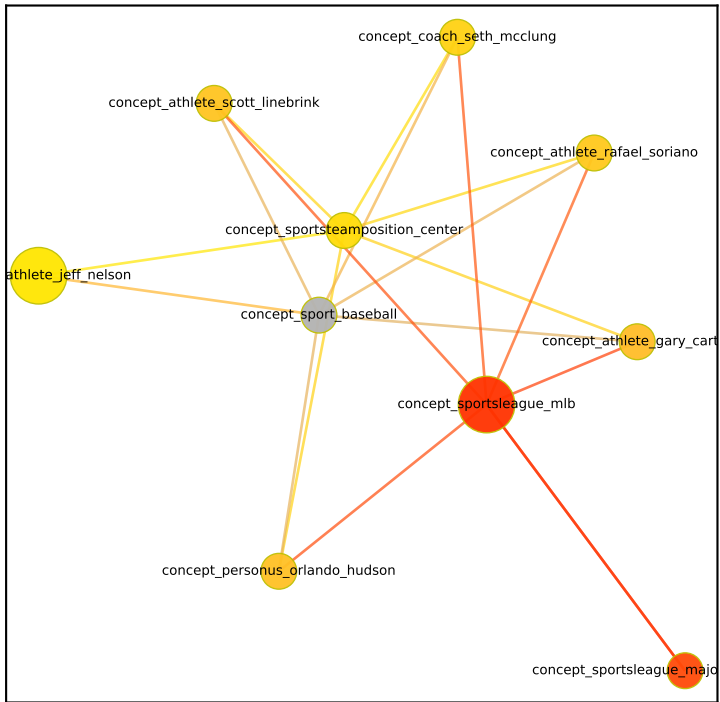 concept_coach_seth_mcclung
concept_athlete_scott_linebrink
concept_athlete_rafael_soriano
concept_sportsteamposition_center
athlete_jeff_nelson
concept_sport_baseball
concept_athlete_gary_cart
concept_sportsleague_mlb
concept_personus_orlando_hudson
concept_sportsleague_majo